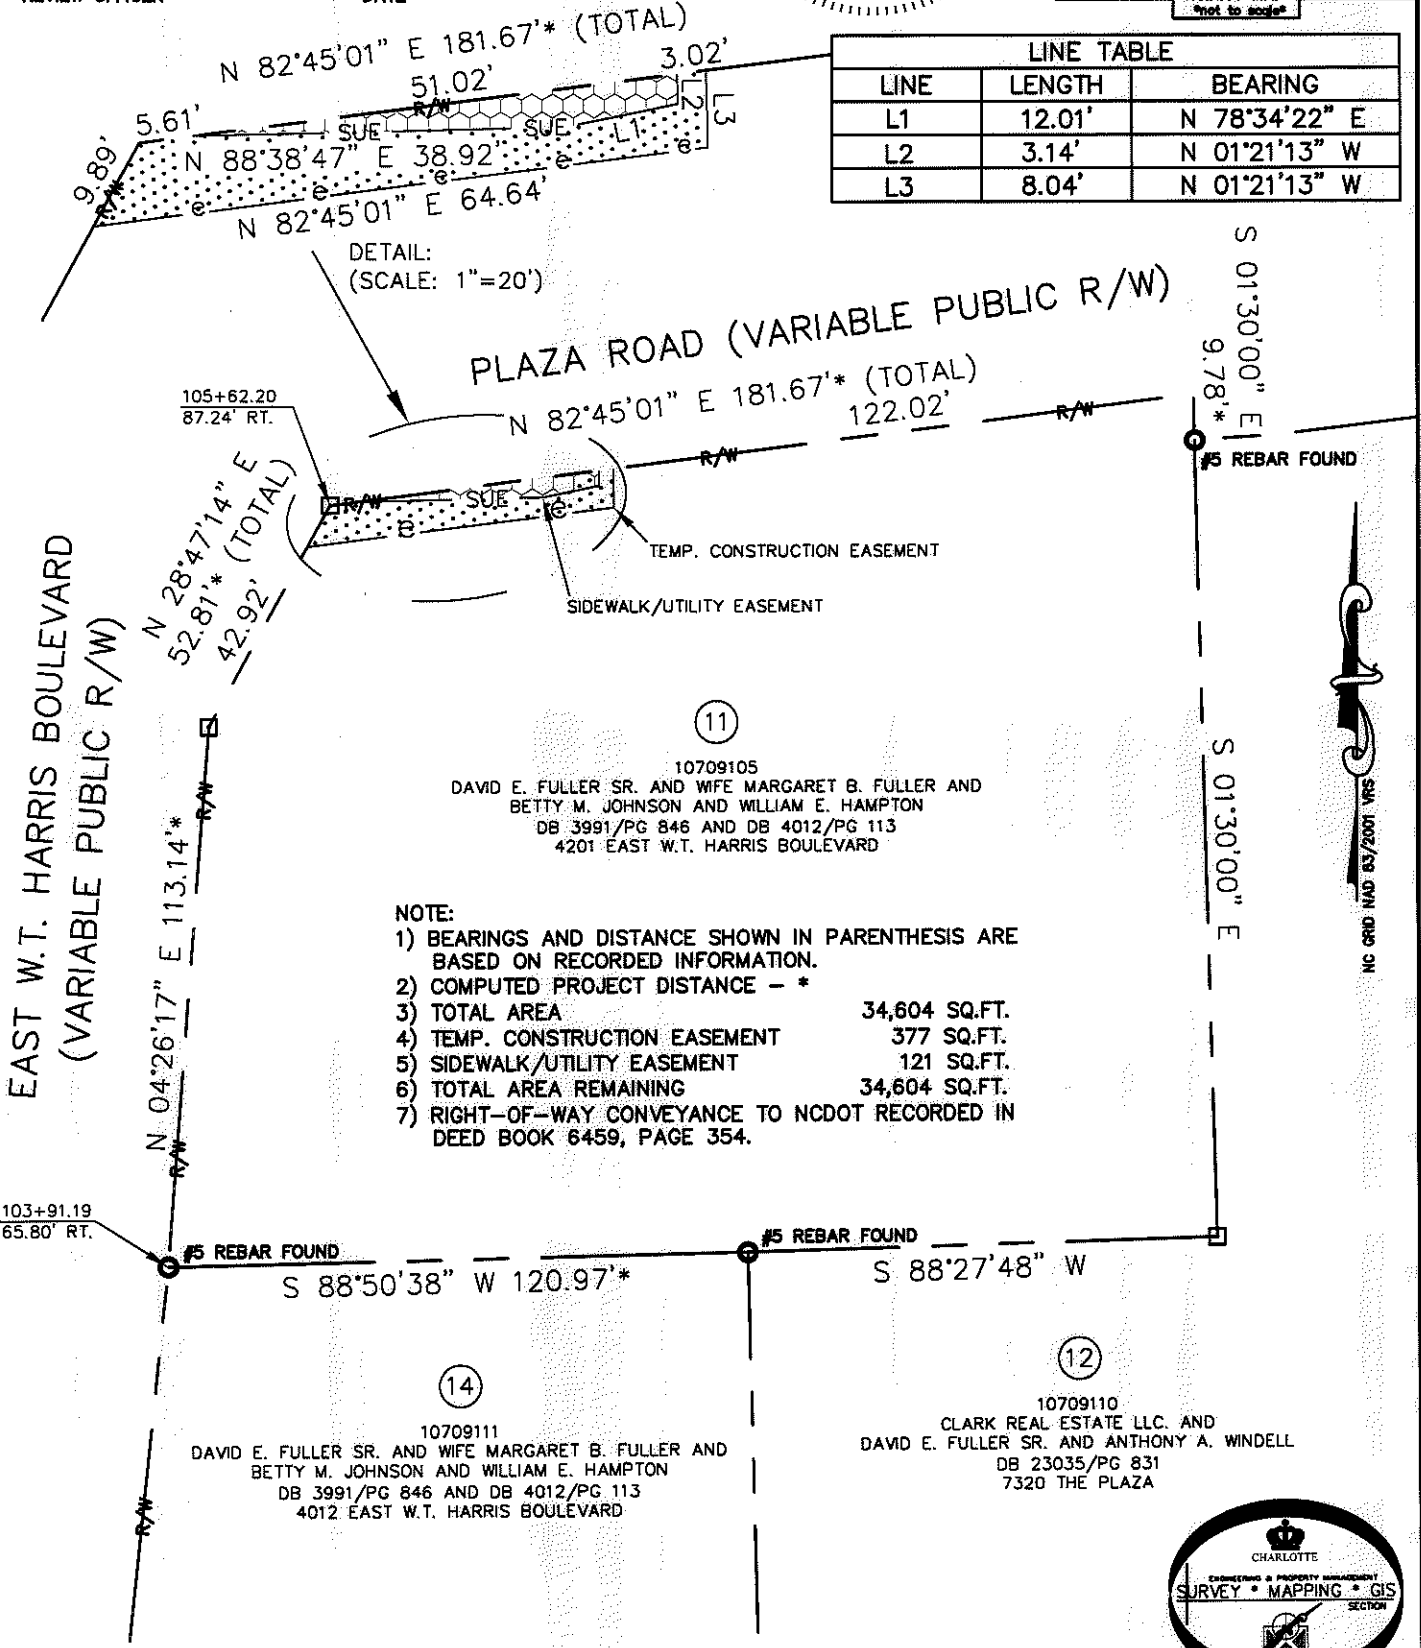 N 82°45'01" E 181.67'* (TOTAL)
51.02'
3.02'
R/W
5.61'
9.89'
R/W
SUE
SUE
L1
L2
L3
N 88°38'47" E 38.92'
e
e
e
e
e
N 82°45'01" E 64.64'
DETAIL:
(SCALE: 1"=20')
*not to scale*
LINE TABLE
LINE LENGTH BEARING
L1 12.01' N 78°34'22" E
L2 3.14' N 01°21'13" W
L3 8.04' N 01°21'13" W
S 01°30'00" E
9.78'*
PLAZA ROAD (VARIABLE PUBLIC R/W)
N 82°45'01" E 181.67'* (TOTAL)
122.02'
R/W
R/W
105+62.20
87.24' RT.
R/W
SUE
e
e
#5 REBAR FOUND
TEMP. CONSTRUCTION EASEMENT
SIDEWALK/UTILITY EASEMENT
N 28°47'14" E
52.81'* (TOTAL)
42.92'
EAST W.T. HARRIS BOULEVARD
(VARIABLE PUBLIC R/W)
R/W
N 04°26'17" E 113.14'*
R/W
11
10709105
DAVID E. FULLER SR. AND WIFE MARGARET B. FULLER AND
BETTY M. JOHNSON AND WILLIAM E. HAMPTON
DB 3991/PG 846 AND DB 4012/PG 113
4201 EAST W.T. HARRIS BOULEVARD
S 01°30'00" E
NC GRID NAD 83/2001 VRS
NOTE:
1) BEARINGS AND DISTANCE SHOWN IN PARENTHESIS ARE
BASED ON RECORDED INFORMATION.
2) COMPUTED PROJECT DISTANCE – *
3) TOTAL AREA 34,604 SQ.FT.
4) TEMP. CONSTRUCTION EASEMENT 377 SQ.FT.
5) SIDEWALK/UTILITY EASEMENT 121 SQ.FT.
6) TOTAL AREA REMAINING 34,604 SQ.FT.
7) RIGHT-OF-WAY CONVEYANCE TO NCDOT RECORDED IN
DEED BOOK 6459, PAGE 354.
103+91.19
65.80' RT.
#5 REBAR FOUND
#5 REBAR FOUND
S 88°50'38" W 120.97'*
S 88°27'48" W
14
10709111
DAVID E. FULLER SR. AND WIFE MARGARET B. FULLER AND
BETTY M. JOHNSON AND WILLIAM E. HAMPTON
DB 3991/PG 846 AND DB 4012/PG 113
4012 EAST W.T. HARRIS BOULEVARD
R/W
12
10709110
CLARK REAL ESTATE LLC. AND
DAVID E. FULLER SR. AND ANTHONY A. WINDELL
DB 23035/PG 831
7320 THE PLAZA
CHARLOTTE
ENGINEERING & PROPERTY MANAGEMENT
SURVEY * MAPPING * GIS
SECTION